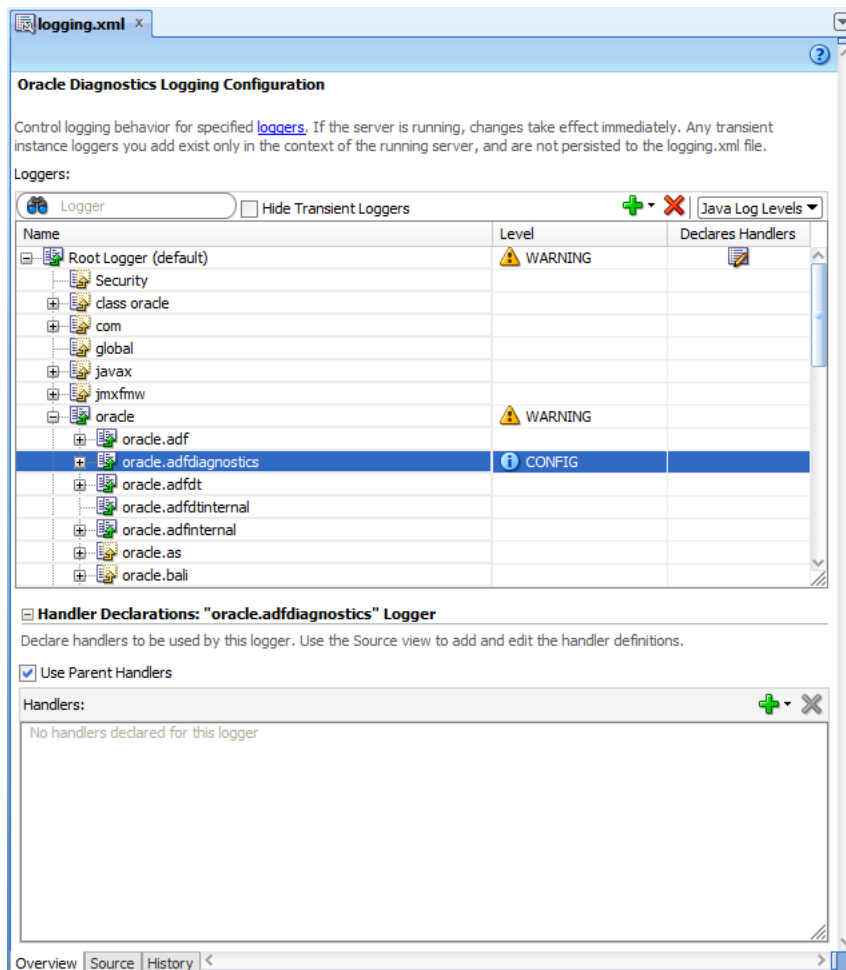 logging.xml ×
Oracle Diagnostics Logging Configuration
Control logging behavior for specified loggers. If the server is running, changes take effect immediately. Any transient
instance loggers you add exist only in the context of the running server, and are not persisted to the logging.xml file.
Loggers:
Logger Hide Transient Loggers Java Log Levels
Name Level Declares Handlers
Root Logger (default) WARNING
Security
class oracle
com
global
javax
jmxfmw
oracle WARNING
oracle.adf
oracle.adfdiagnostics CONFIG
oracle.adfdt
oracle.adfdtinternal
oracle.adfinternal
oracle.as
oracle.bali
Handler Declarations: "oracle.adfdiagnostics" Logger
Declare handlers to be used by this logger. Use the Source view to add and edit the handler definitions.
Use Parent Handlers
Handlers:
No handlers declared for this logger
Overview Source History